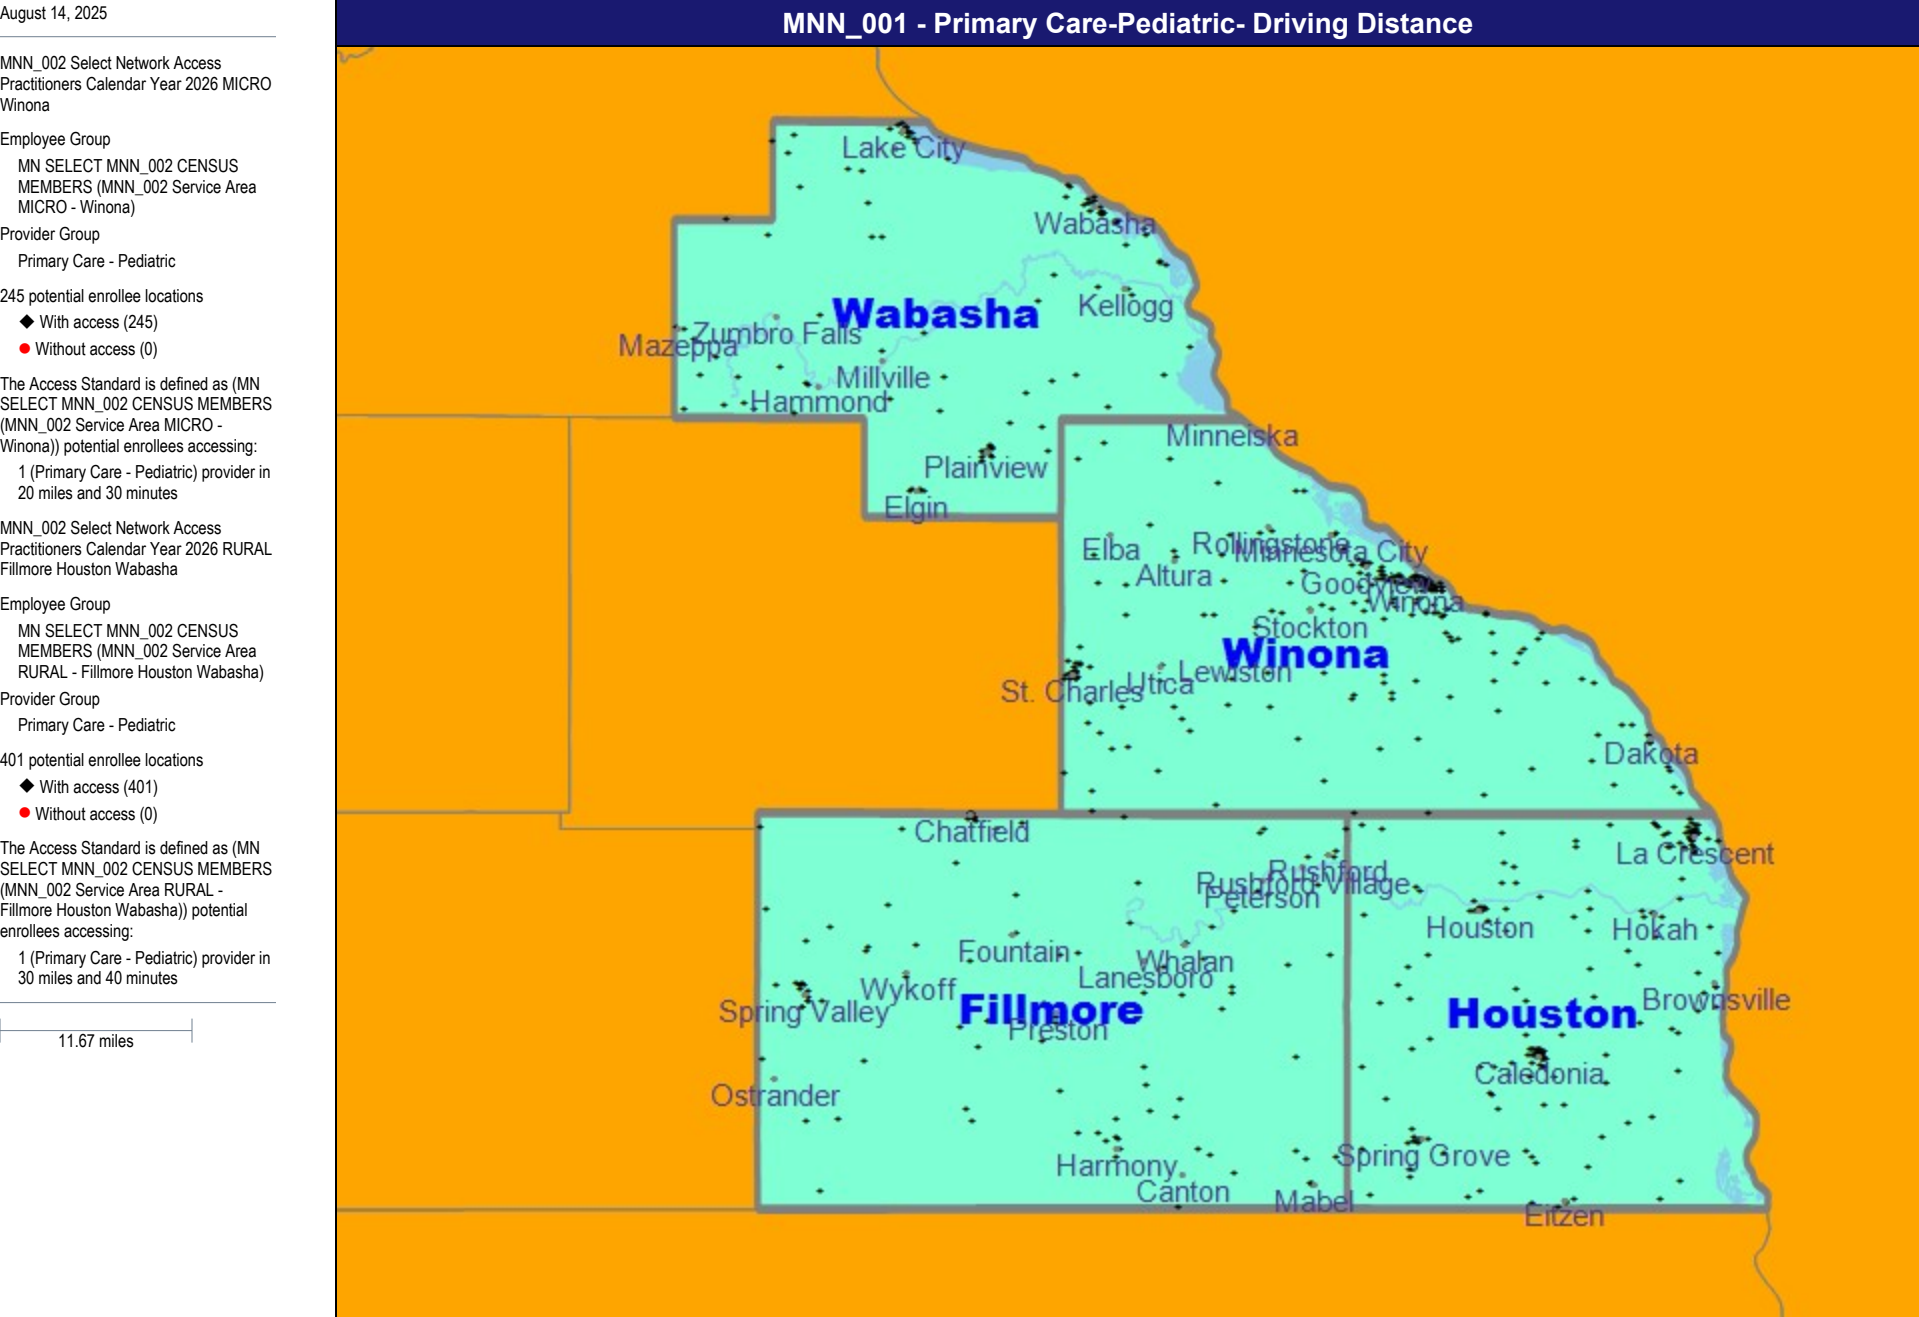 August 14, 2025
MNN_002 Select Network Access
Practitioners Calendar Year 2026 MICRO
Winona
Employee Group
MN SELECT MNN_002 CENSUS
MEMBERS (MNN_002 Service Area
MICRO - Winona)
Provider Group
Primary Care - Pediatric
245 potential enrollee locations
With access (245)
Without access (0)
The Access Standard is defined as (MN
SELECT MNN_002 CENSUS MEMBERS
(MNN_002 Service Area MICRO -
Winona)) potential enrollees accessing:
1 (Primary Care - Pediatric) provider in
20 miles and 30 minutes
MNN_002 Select Network Access
Practitioners Calendar Year 2026 RURAL
Fillmore Houston Wabasha
Employee Group
MN SELECT MNN_002 CENSUS
MEMBERS (MNN_002 Service Area
RURAL - Fillmore Houston Wabasha)
Provider Group
Primary Care - Pediatric
401 potential enrollee locations
With access (401)
Without access (0)
The Access Standard is defined as (MN
SELECT MNN_002 CENSUS MEMBERS
(MNN_002 Service Area RURAL -
Fillmore Houston Wabasha)) potential
enrollees accessing:
1 (Primary Care - Pediatric) provider in
30 miles and 40 minutes
11.67 miles
MNN_001 - Primary Care-Pediatric- Driving Distance
Lake City
Wabasha
Kellogg
Wabasha
Zumbro Falls
Mazeppa
Millville
Hammond
Minneiska
Plainview
Elgin
Rollingstone
Elba
Minnesota City
Altura
Goodview
Winona
Stockton
Winona
Lewiston
Utica
St. Charles
Dakota
Chatfield
La Crescent
Rushford
Rushford Village
Peterson
Houston
Hokah
Fountain
Whalan
Lanesboro
Wykoff
Brownsville
Spring Valley
Fillmore
Houston
Preston
Caledonia
Ostrander
Spring Grove
Harmony
Canton
Mabel
Eitzen